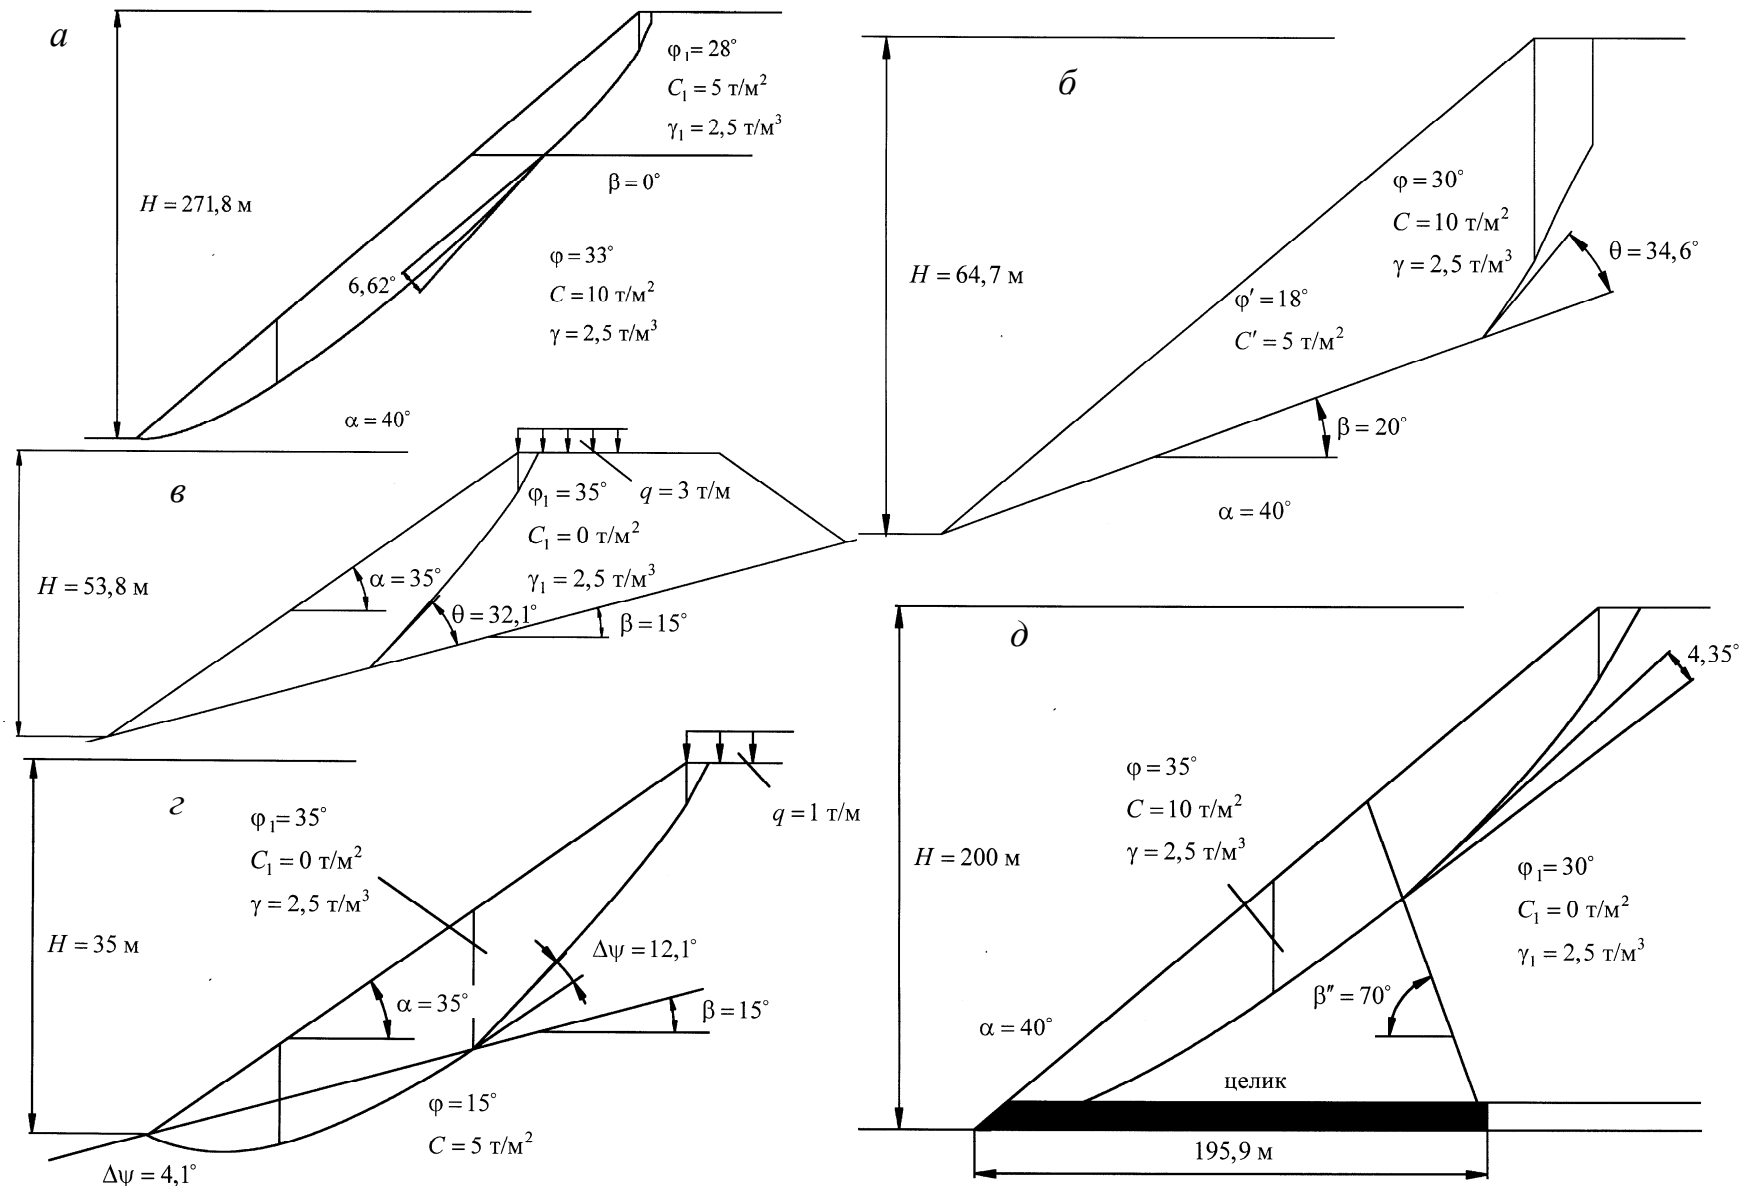 а
φ₁ = 28°
C₁ = 5 т/м²
γ₁ = 2,5 т/м³
β = 0°
H = 271,8 м
6,62°
φ = 33°
C = 10 т/м²
γ = 2,5 т/м³
α = 40°
б
H = 64,7 м
φ = 30°
C = 10 т/м²
γ = 2,5 т/м³
θ = 34,6°
φ′ = 18°
C′ = 5 т/м²
β = 20°
α = 40°
в
q = 3 т/м
φ₁ = 35°
C₁ = 0 т/м²
γ₁ = 2,5 т/м³
H = 53,8 м
α = 35°
θ = 32,1°
β = 15°
г
q = 1 т/м
φ₁ = 35°
C₁ = 0 т/м²
γ = 2,5 т/м³
H = 35 м
Δψ = 12,1°
α = 35°
β = 15°
φ = 15°
C = 5 т/м²
Δψ = 4,1°
д
4,35°
φ = 35°
C = 10 т/м²
γ = 2,5 т/м³
H = 200 м
φ₁ = 30°
C₁ = 0 т/м²
γ₁ = 2,5 т/м³
β″ = 70°
α = 40°
целик
195,9 м